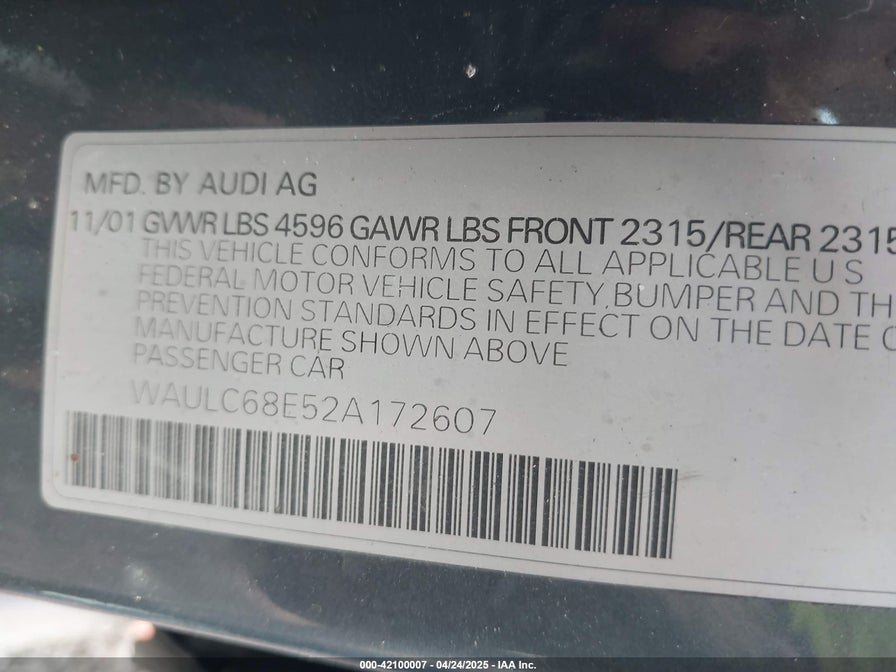 MFD. BY AUDI AG
11/01 GVWR LBS 4596 GAWR LBS FRONT 2315/REAR 2315
THIS VEHICLE CONFORMS TO ALL APPLICABLE U S
FEDERAL MOTOR VEHICLE SAFETY, BUMPER AND TH
PREVENTION STANDARDS IN EFFECT ON THE DATE O
MANUFACTURE SHOWN ABOVE
PASSENGER CAR
WAULC68E52A172607
000-42100007 - 04/24/2025 - IAA Inc.